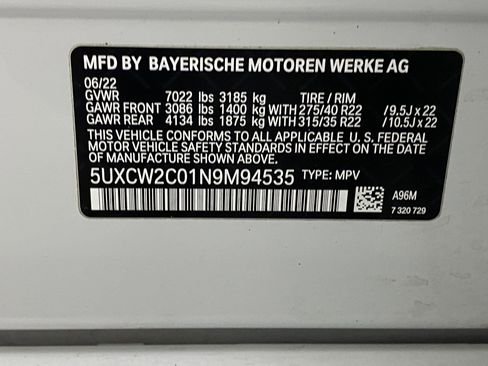 MFD BY BAYERISCHE MOTOREN WERKE AG
06/22
GVWR 7022 lbs 3185 kg TIRE / RIM
GAWR FRONT 3086 lbs 1400 kg WITH 275/40 R22 /9.5J x 22
GAWR REAR 4134 lbs 1875 kg WITH 315/35 R22 /10.5J x 22
THIS VEHICLE CONFORMS TO ALL APPLICABLE U. S. FEDERAL
MOTOR VEHICLE SAFETY STANDARDS IN EFFECT ON THE
DATE OF MANUFACTURE SHOWN ABOVE.
5UXCW2C01N9M94535 TYPE: MPV
A96M
7 320 729